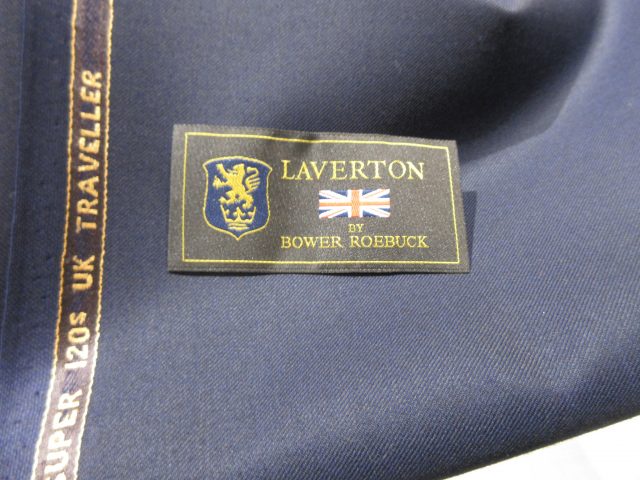 LAVERTON
BY
BOWER ROEBUCK
SUPER 120s UK TRAVELLER